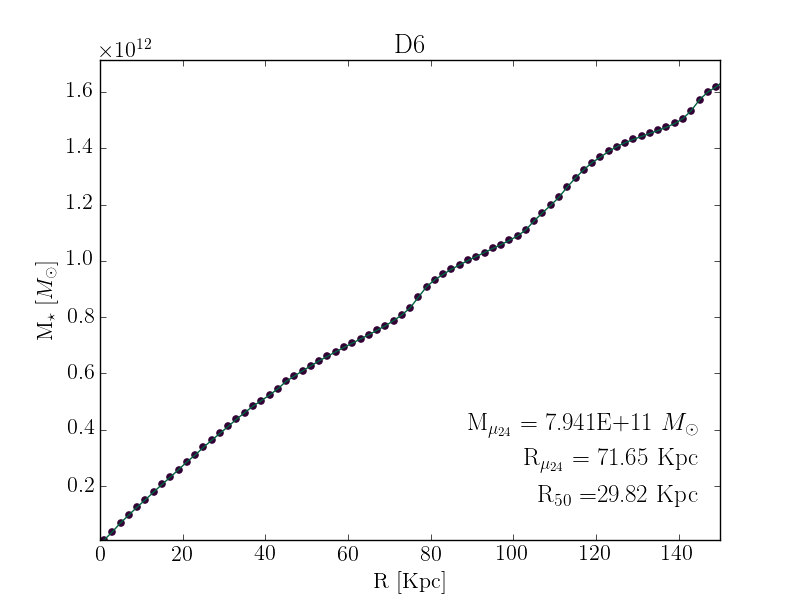 D6
×10¹²
1.6
1.4
1.2
1.0
0.8
0.6
0.4
0.2
M⋆ [M⊙]
M_μ₂₄ = 7.941E+11 M⊙
R_μ₂₄ = 71.65 Kpc
R₅₀ =29.82 Kpc
0 20 40 60 80 100 120 140
R [Kpc]